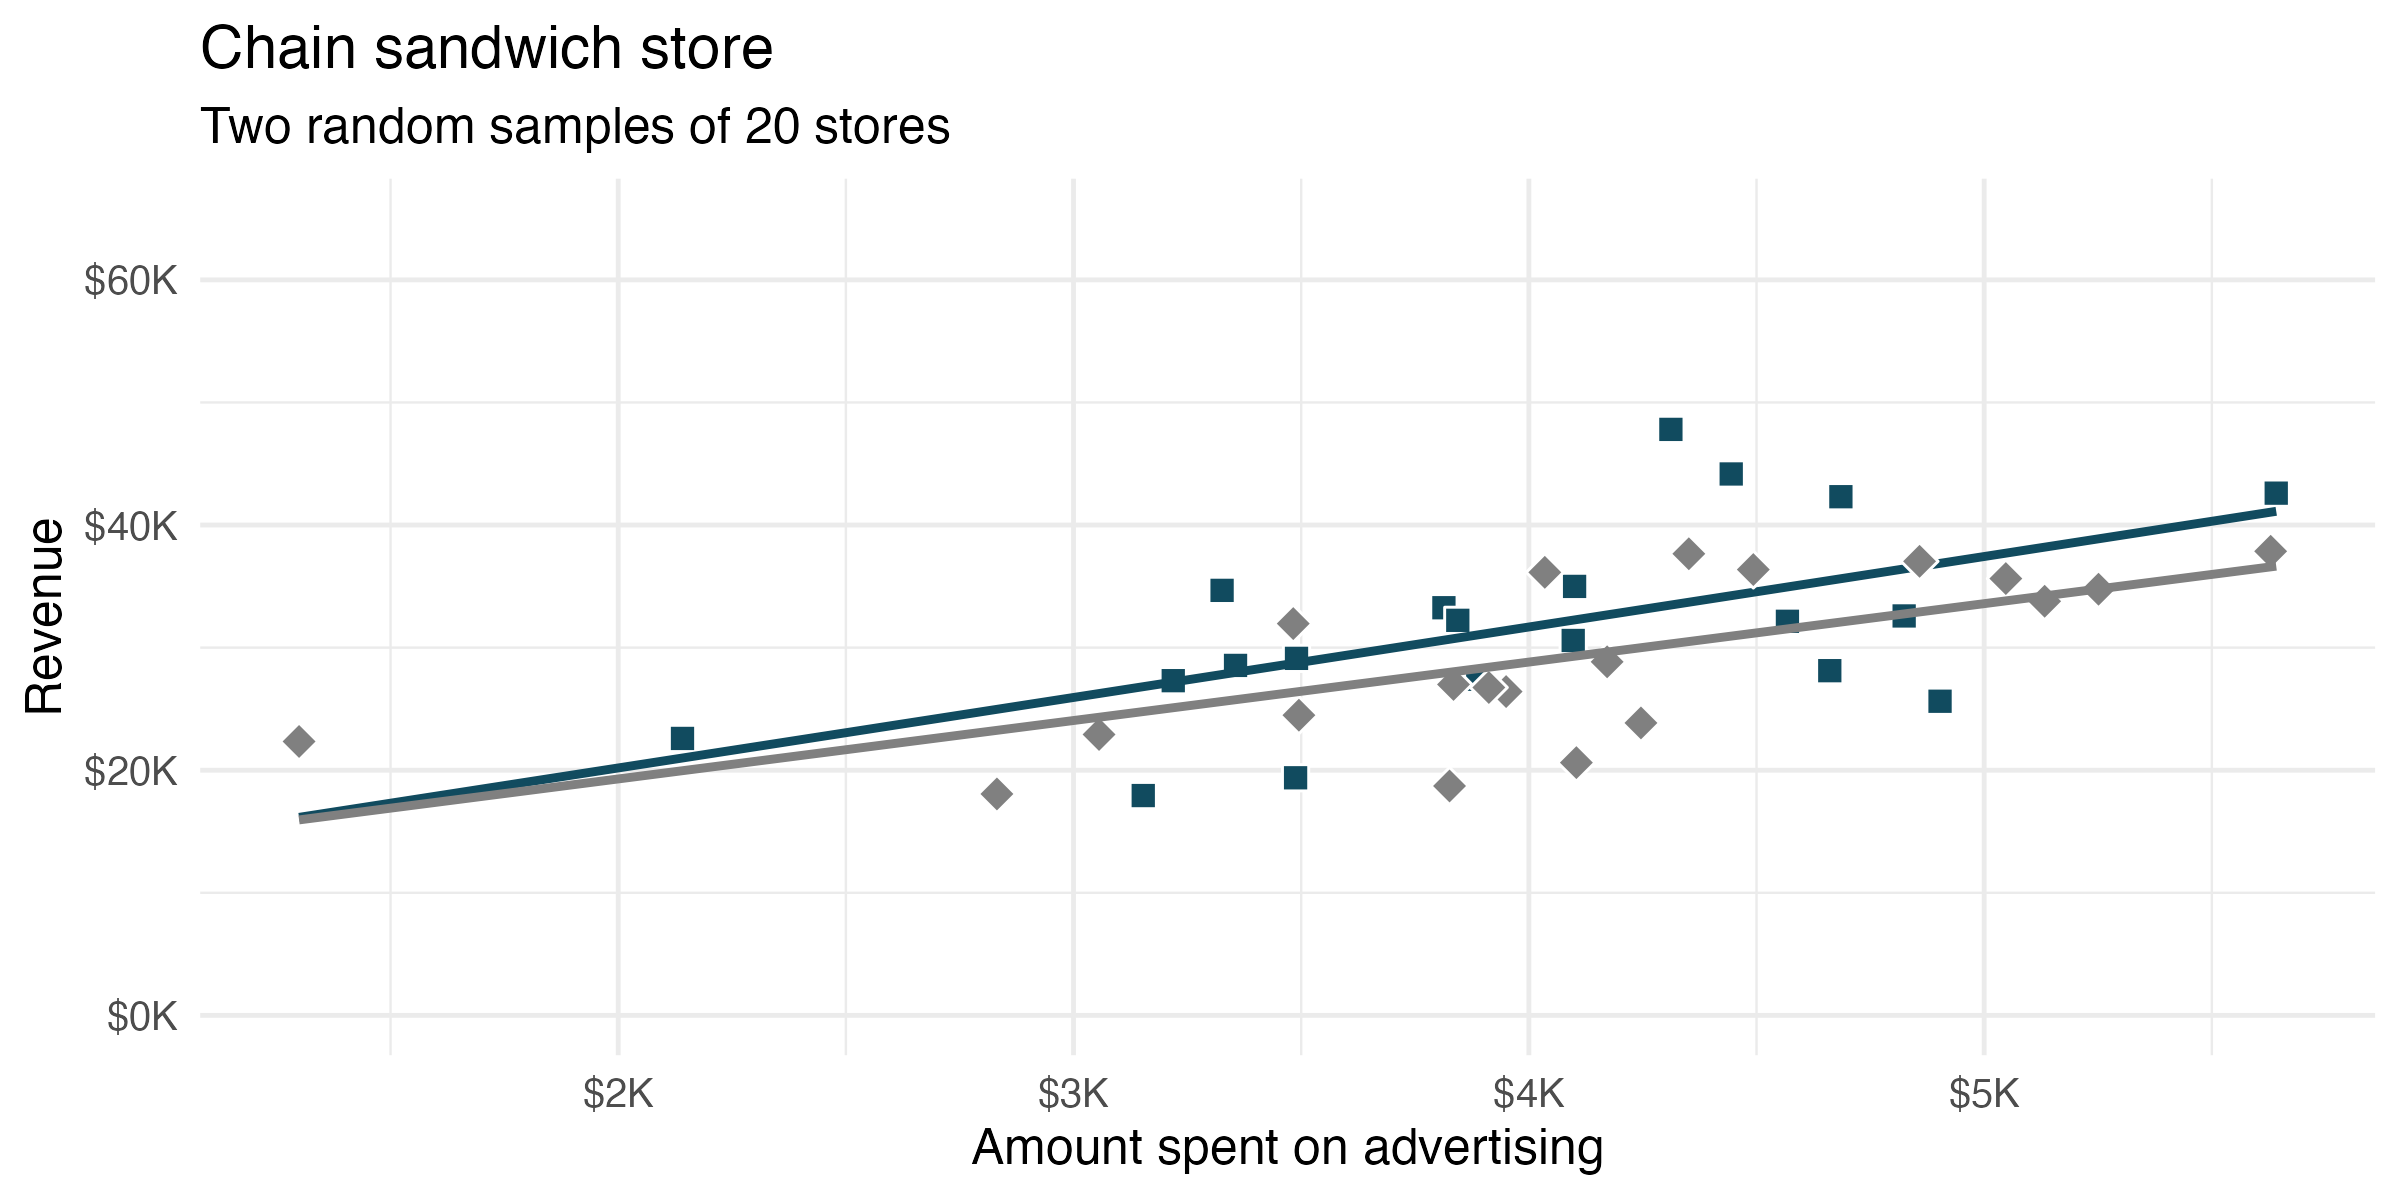 Chain sandwich store
Two random samples of 20 stores
Revenue
$60K
$40K
$20K
$0K
$2K $3K $4K $5K
Amount spent on advertising